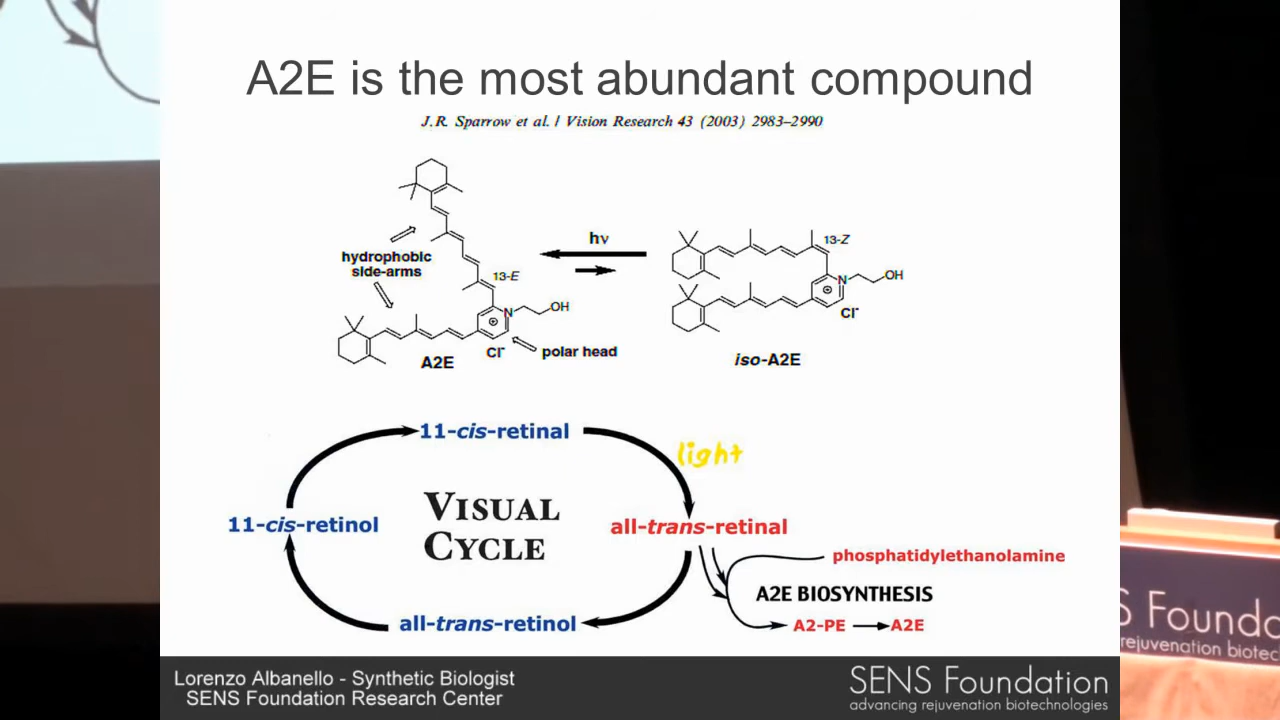 A2E is the most abundant compound
J.R. Sparrow et al. / Vision Research 43 (2003) 2983–2990
hydrophobic
side-arms
13-E
N
OH
Cl-
polar head
A2E
hν
13-Z
N
OH
Cl-
iso-A2E
11-cis-retinal
light
11-cis-retinol
VISUAL
CYCLE
all-trans-retinal
phosphatidylethanolamine
A2E BIOSYNTHESIS
all-trans-retinol
A2-PE
A2E
Lorenzo Albanello - Synthetic Biologist
SENS Foundation Research Center
SENS Foundation
advancing rejuvenation biotechnologies
S Founda
rejuvenation biotec